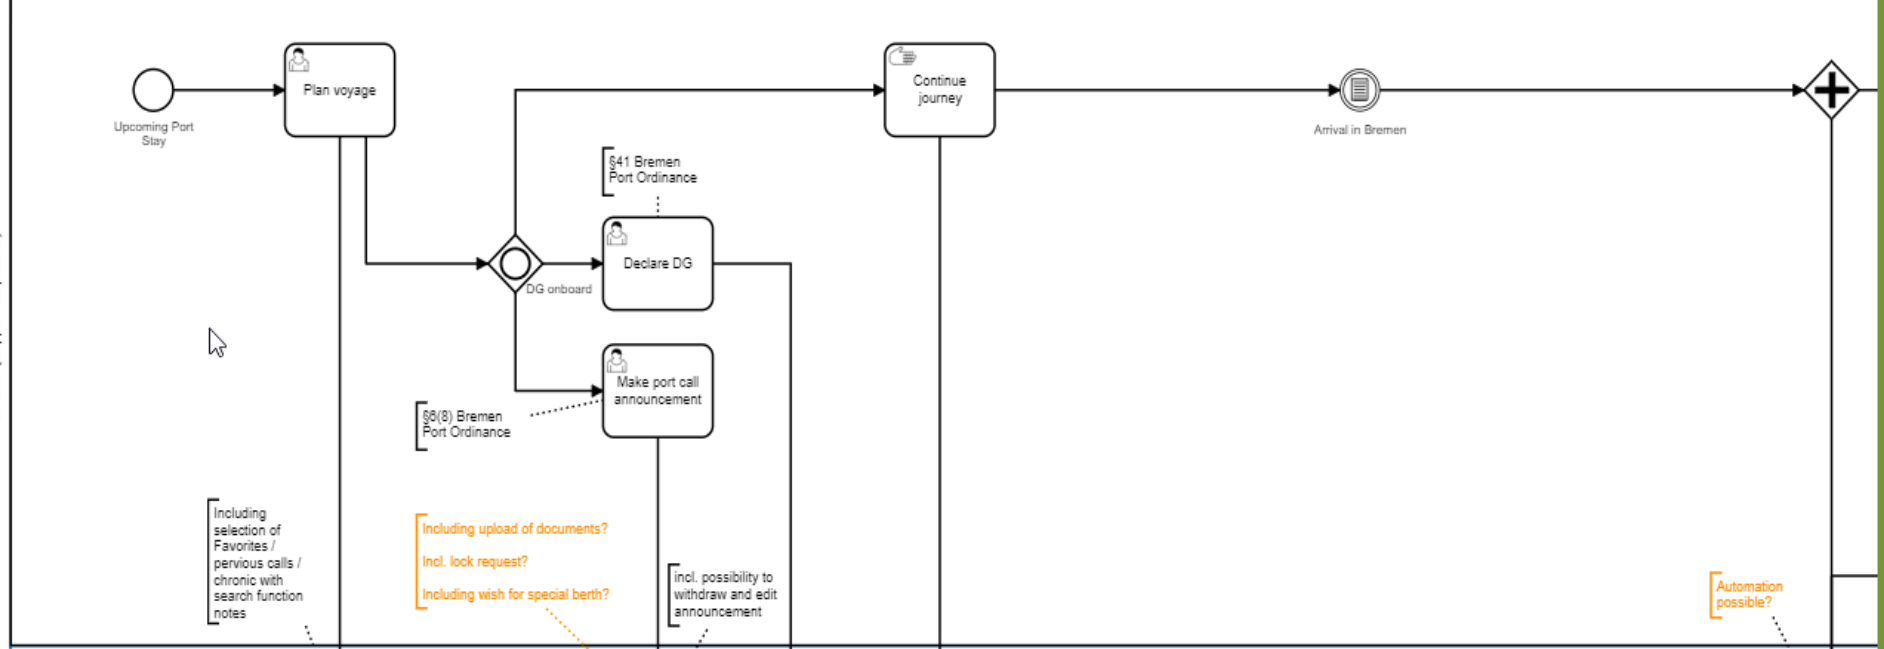 Upcoming Port
Stay
Plan voyage
Continue
journey
Arrival in Bremen
§41 Bremen
Port Ordinance
Declare DG
DG onboard
Make port call
announcement
§6(8) Bremen
Port Ordinance
Including
selection of
Favorites /
pervious calls /
chronic with
search function
notes
Including upload of documents?
Incl. lock request?
Including wish for special berth?
incl. possibility to
withdraw and edit
announcement
Automation
possible?